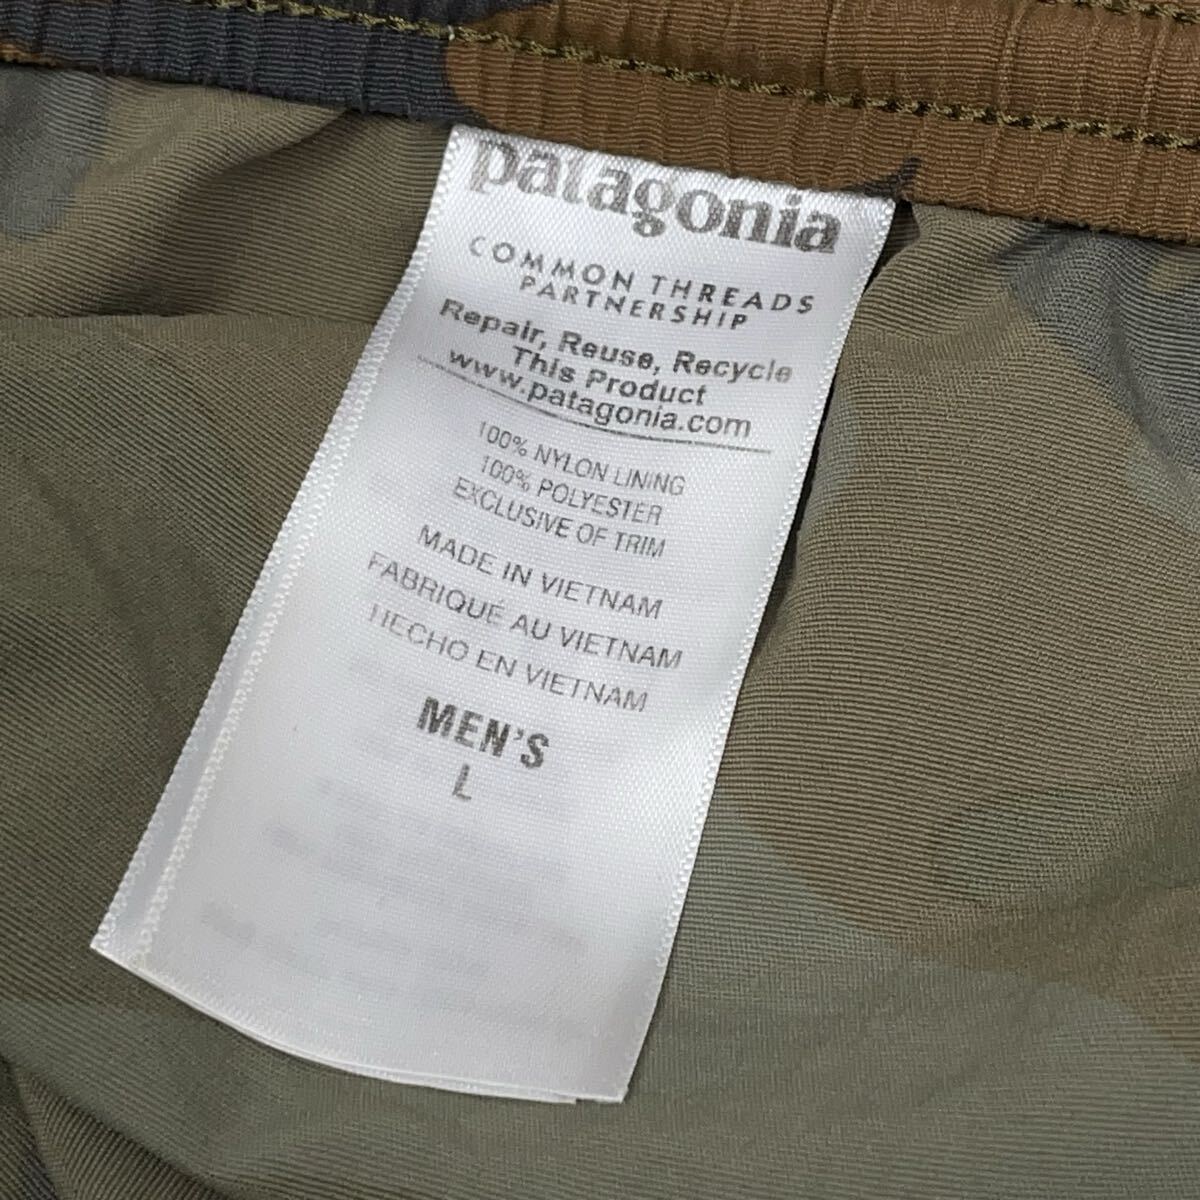 patagonia
COMMON THREADS
PARTNERSHIP
Repair, Reuse, Recycle
This Product
www.patagonia.com
100% NYLON LINING
100% POLYESTER
EXCLUSIVE OF TRIM
MADE IN VIETNAM
FABRIQUÉ AU VIETNAM
HECHO EN VIETNAM
MEN'S
L